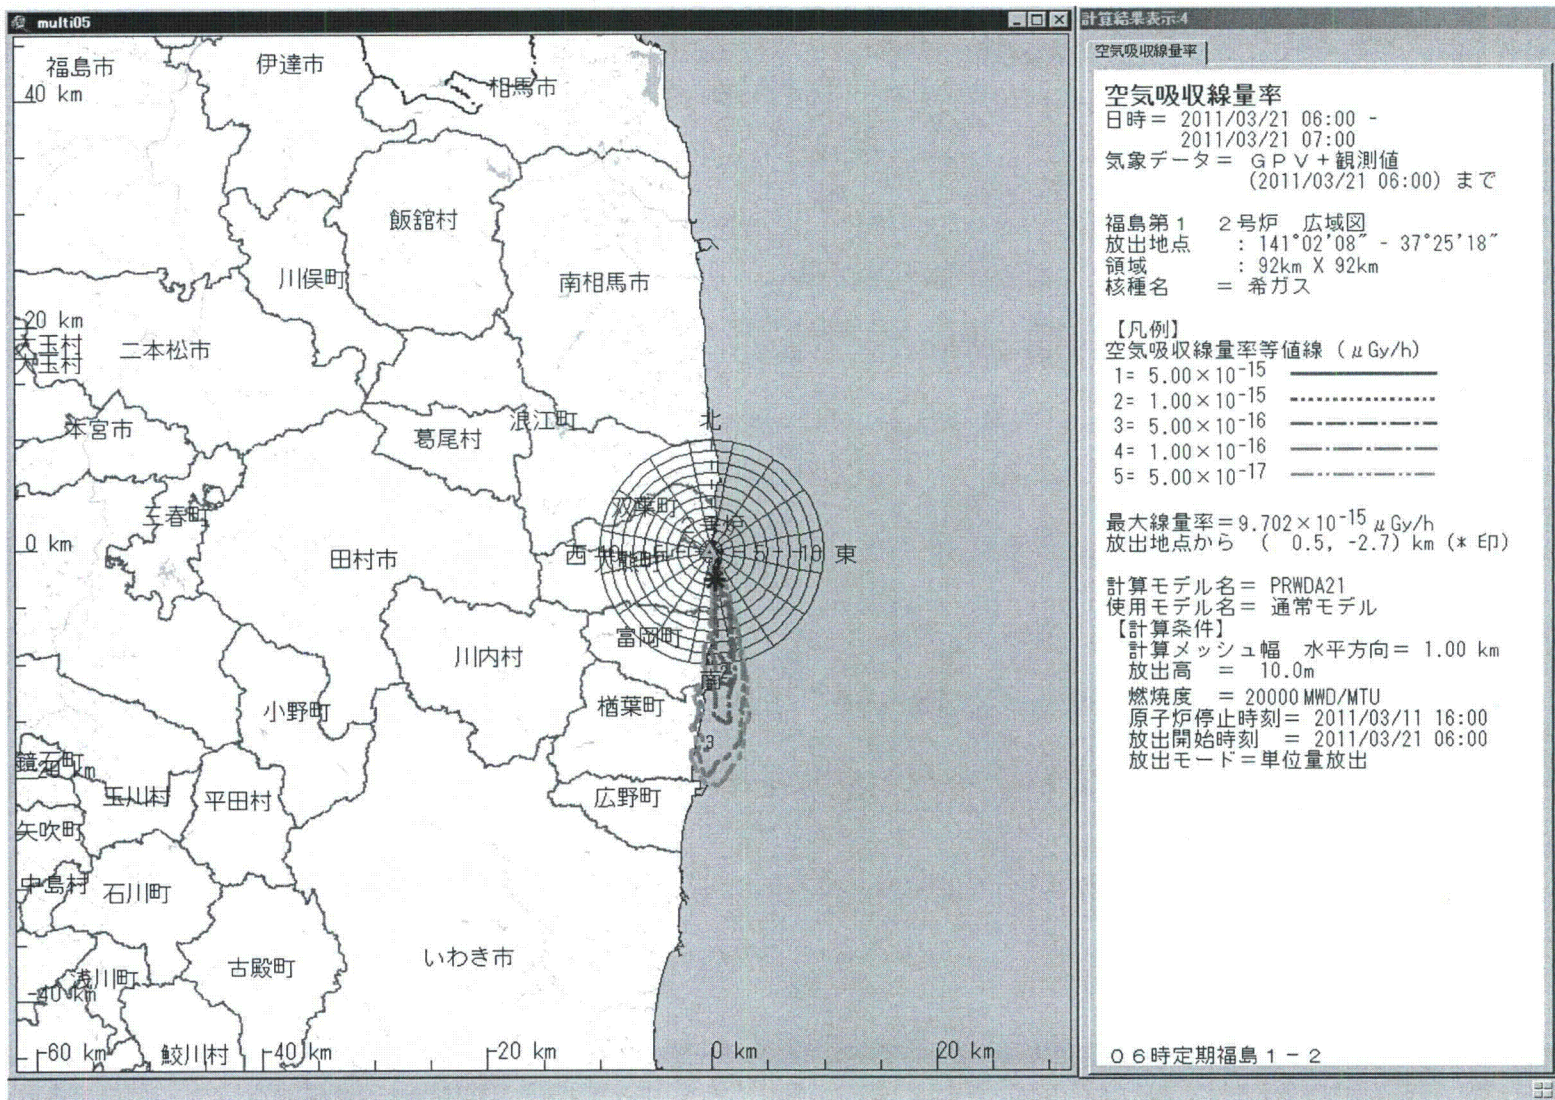 multi05
福島市
伊達市
相馬市
40 km
飯舘村
川俣町
南相馬市
20 km
大玉村
大玉村
二本松市
本宮市
葛尾村
浪江町
北
三春町
双葉町
0 km
田村市
西
大熊町
東
富岡町
川内村
南
小野町
楢葉町
3
鏡石町
-20 km
玉川村
平田村
広野町
矢吹町
中島村
石川町
いわき市
古殿町
浅川町
-40 km
鮫川村
-60 km
-40 km
-20 km
0 km
20 km
計算結果表示:4
空気吸収線量率
空気吸収線量率
日時= 2011/03/21 06:00 -
2011/03/21 07:00
気象データ= GPV+観測値
(2011/03/21 06:00) まで
福島第1 2号炉 広域図
放出地点 : 141°02'08" - 37°25'18"
領域 : 92km X 92km
核種名 = 希ガス
【凡例】
空気吸収線量率等値線 (μGy/h)
1= 5.00×10⁻¹⁵
2= 1.00×10⁻¹⁵
3= 5.00×10⁻¹⁶
4= 1.00×10⁻¹⁶
5= 5.00×10⁻¹⁷
最大線量率=9.702×10⁻¹⁵ μGy/h
放出地点から ( 0.5, -2.7) km (* 印)
計算モデル名= PRWDA21
使用モデル名= 通常モデル
【計算条件】
計算メッシュ幅 水平方向= 1.00 km
放出高 = 10.0m
燃焼度 = 20000MWD/MTU
原子炉停止時刻= 2011/03/11 16:00
放出開始時刻 = 2011/03/21 06:00
放出モード=単位量放出
06時定期福島1-2